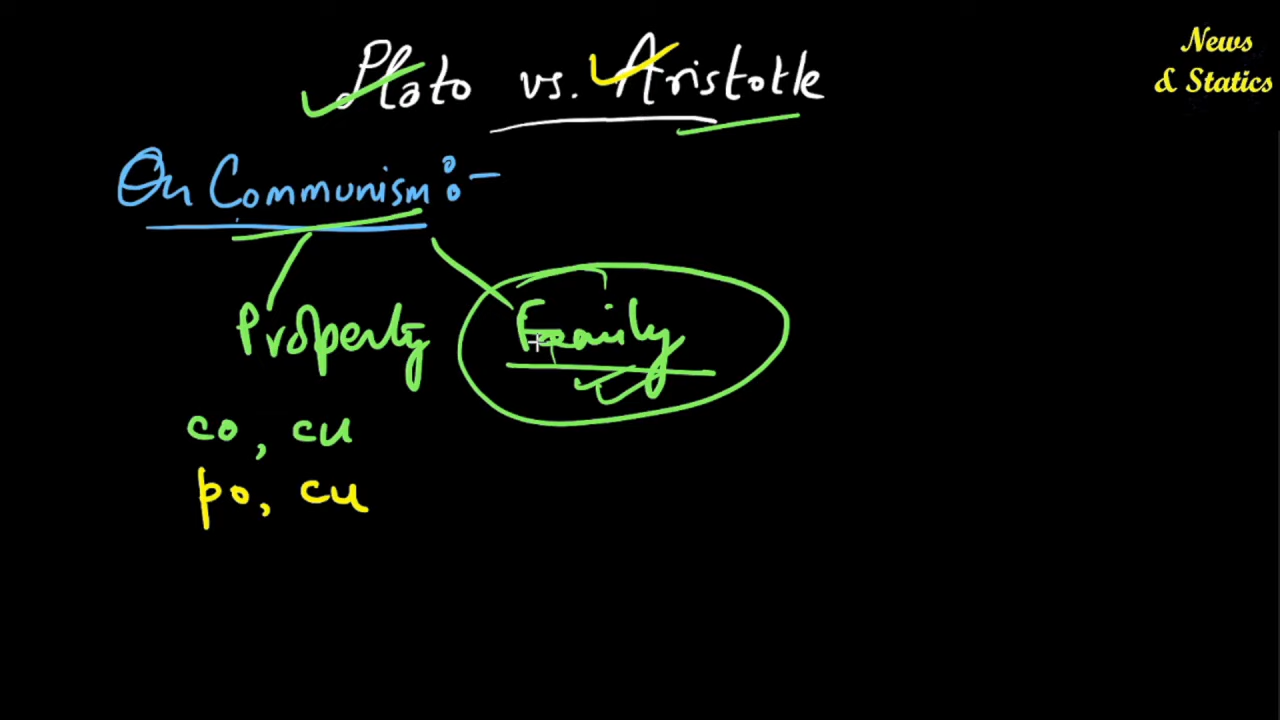 Plato vs. Aristotle
News
& Statics
On Communism :-
Property
Family
co, cu
po, cu